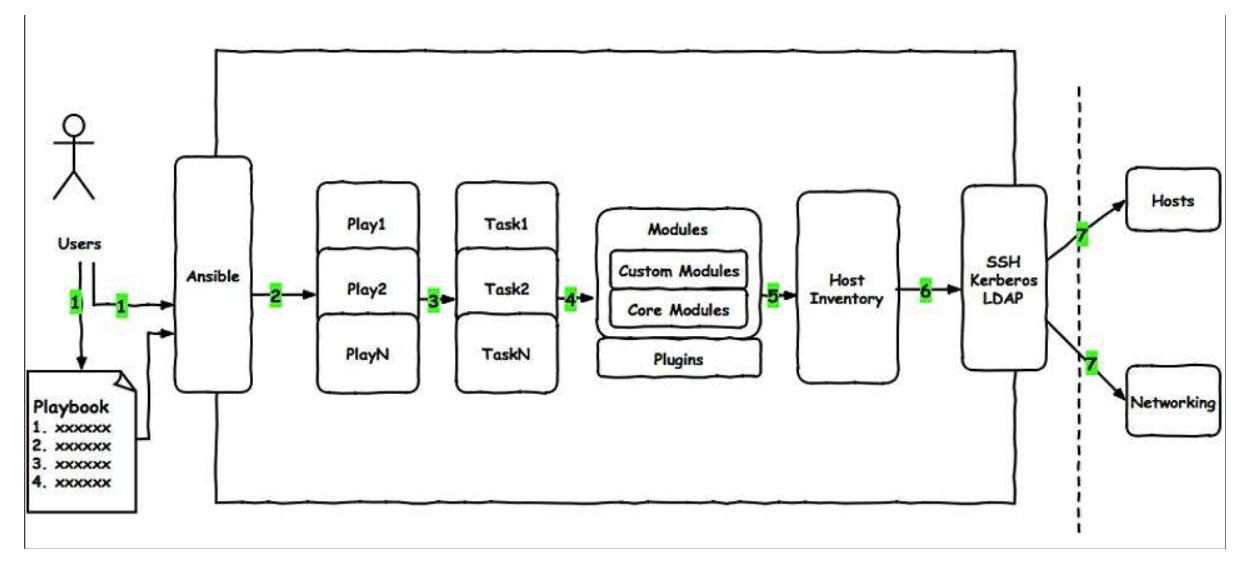 Users
1
1
Playbook
1. xxxxxx
2. xxxxxx
3. xxxxxx
4. xxxxxx
Ansible
2
Play1
Play2
PlayN
3
Task1
Task2
TaskN
4
Modules
Custom Modules
Core Modules
Plugins
5
Host
Inventory
6
SSH
Kerberos
LDAP
7
7
Hosts
Networking